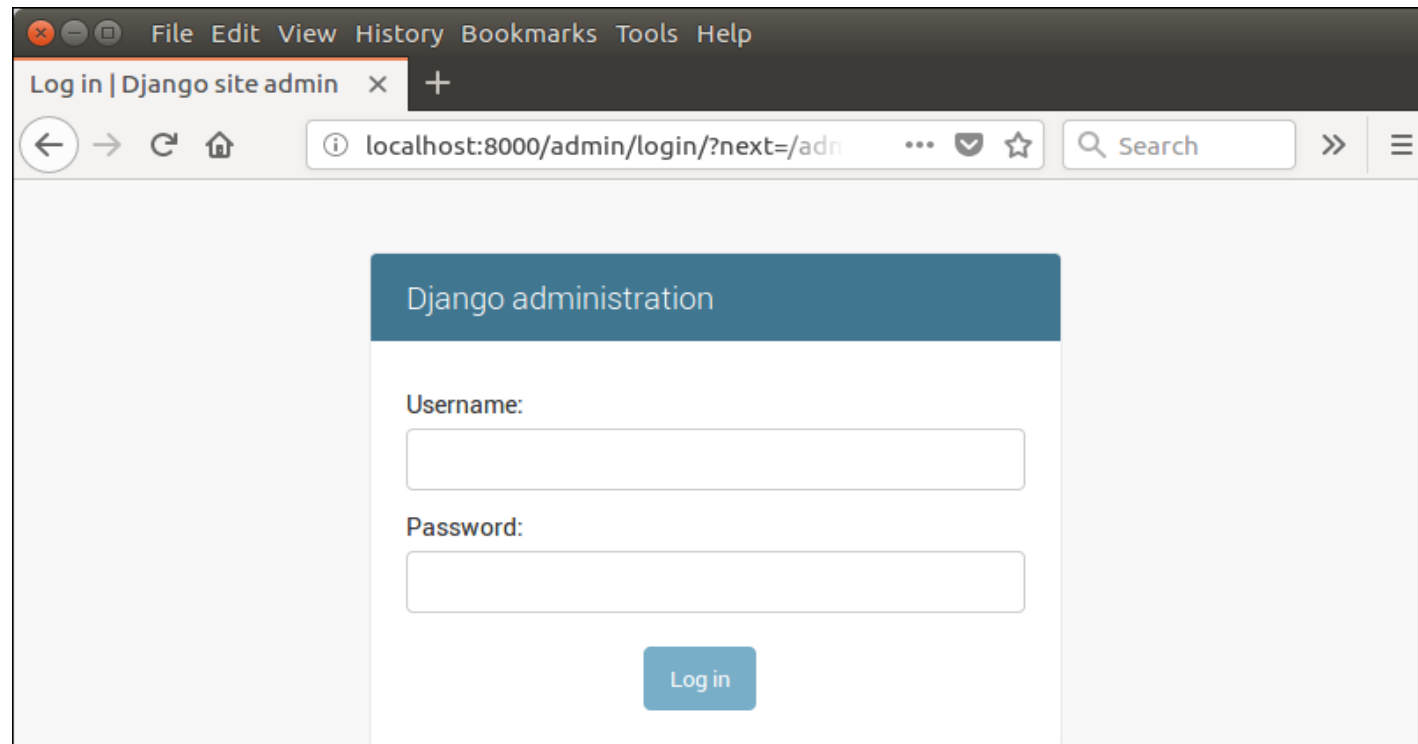 File Edit View History Bookmarks Tools Help
Log in | Django site admin
localhost:8000/admin/login/?next=/adn
Search
Django administration
Username:
Password:
Log in